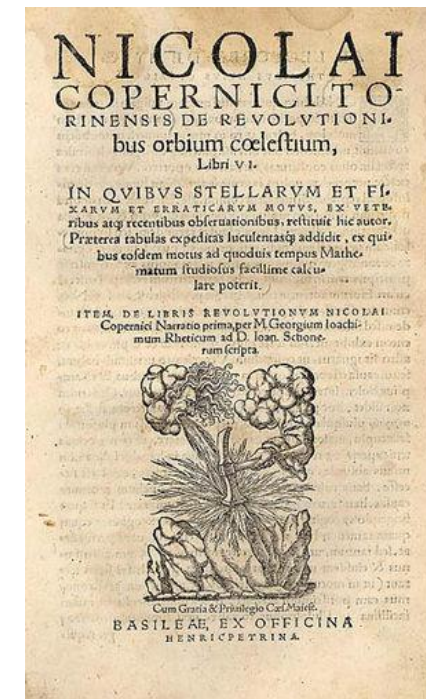 NICOLAI
COPERNICI TO-
RINENSIS DE REVOLVTIONI-
bus orbium cœlestium,
Libri VI.
IN QVIBVS STELLARVM ET FI-
XARVM ET ERRATICARVM MOTVS, EX VETE-
ribus atq; recentibus obseruationibus, restituit hic autor.
Præterea tabulas expeditas luculentasq; addidit, ex qui-
bus eosdem motus ad quoduis tempus Mathe-
matum studiosus facillime calcu-
lare poterit.
ITEM, DE LIBRIS REVOLVTIONVM NICOLAI
Copernici Narratio prima, per M. Georgium Ioachi-
mum Rheticum ad D. Ioan. Schone-
rum scripta.
Cum Gratia & Priuilegio Cæs. Maiest.
BASILEAE, EX OFFICINA
HENRICPETRINA.